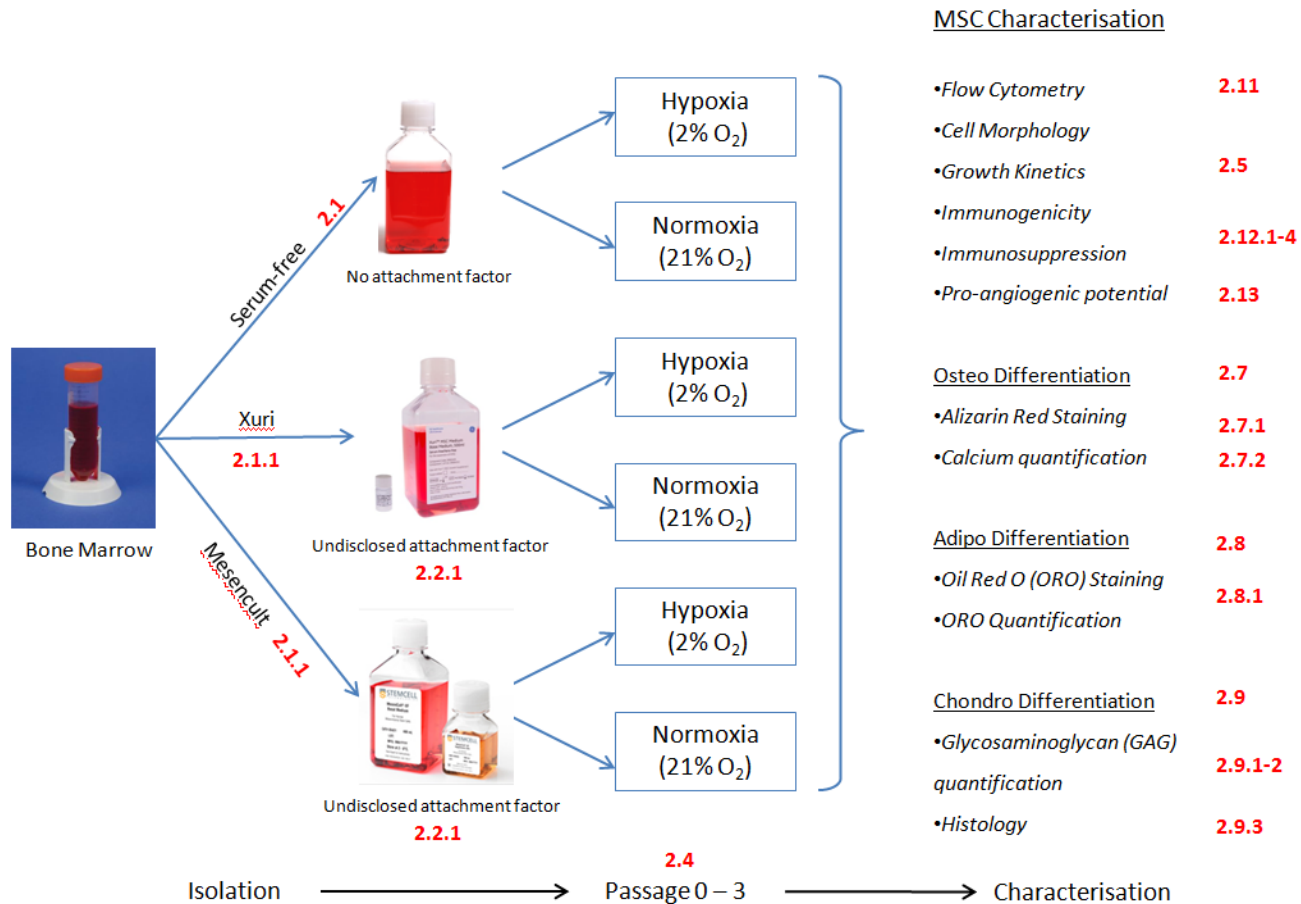 MSC Characterisation
•Flow Cytometry 2.11
•Cell Morphology
•Growth Kinetics 2.5
•Immunogenicity
•Immunosuppression 2.12.1-4
•Pro-angiogenic potential 2.13
Osteo Differentiation 2.7
•Alizarin Red Staining 2.7.1
•Calcium quantification 2.7.2
Adipo Differentiation 2.8
•Oil Red O (ORO) Staining 2.8.1
•ORO Quantification
Chondro Differentiation 2.9
•Glycosaminoglycan (GAG)
quantification 2.9.1-2
•Histology 2.9.3
Bone Marrow
Serum-free 2.1
No attachment factor
Hypoxia
(2% O₂)
Normoxia
(21% O₂)
Xuri
2.1.1
Undisclosed attachment factor
2.2.1
Hypoxia
(2% O₂)
Normoxia
(21% O₂)
Mesencult 2.1.1
STEMCELL
Undisclosed attachment factor
2.2.1
Hypoxia
(2% O₂)
Normoxia
(21% O₂)
2.4
Isolation
Passage 0 – 3
Characterisation